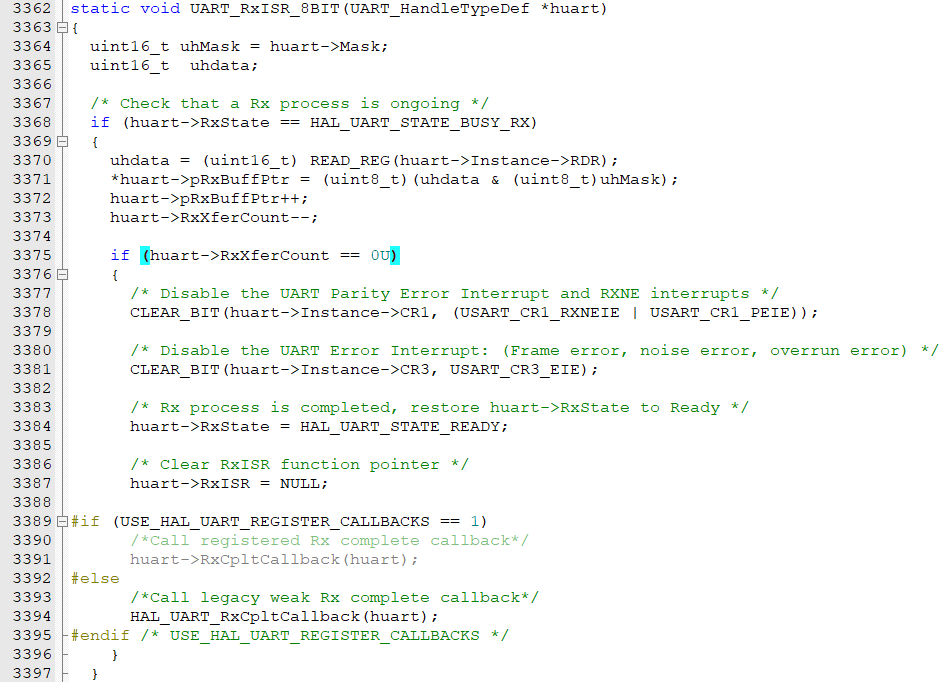 3362 static void UART_RxISR_8BIT(UART_HandleTypeDef *huart)
3363 {
3364   uint16_t uhMask = huart->Mask;
3365   uint16_t  uhdata;
3366
3367   /* Check that a Rx process is ongoing */
3368   if (huart->RxState == HAL_UART_STATE_BUSY_RX)
3369   {
3370     uhdata = (uint16_t) READ_REG(huart->Instance->RDR);
3371     *huart->pRxBuffPtr = (uint8_t)(uhdata & (uint8_t)uhMask);
3372     huart->pRxBuffPtr++;
3373     huart->RxXferCount--;
3374
3375     if (huart->RxXferCount == 0U)
3376     {
3377       /* Disable the UART Parity Error Interrupt and RXNE interrupts */
3378       CLEAR_BIT(huart->Instance->CR1, (USART_CR1_RXNEIE | USART_CR1_PEIE));
3379
3380       /* Disable the UART Error Interrupt: (Frame error, noise error, overrun error) */
3381       CLEAR_BIT(huart->Instance->CR3, USART_CR3_EIE);
3382
3383       /* Rx process is completed, restore huart->RxState to Ready */
3384       huart->RxState = HAL_UART_STATE_READY;
3385
3386       /* Clear RxISR function pointer */
3387       huart->RxISR = NULL;
3388
3389 #if (USE_HAL_UART_REGISTER_CALLBACKS == 1)
3390       /*Call registered Rx complete callback*/
3391       huart->RxCpltCallback(huart);
3392 #else
3393       /*Call legacy weak Rx complete callback*/
3394       HAL_UART_RxCpltCallback(huart);
3395 #endif /* USE_HAL_UART_REGISTER_CALLBACKS */
3396     }
3397   }